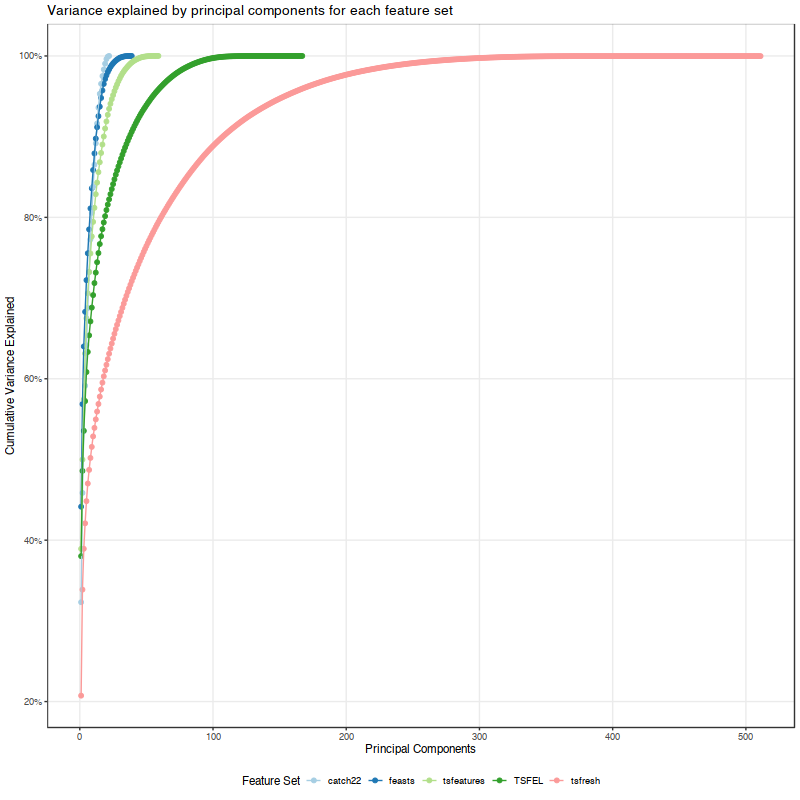 Variance explained by principal components for each feature set
Cumulative Variance Explained
100%
80%
60%
40%
20%
0 100 200 300 400 500
Principal Components
Feature Set catch22 feasts tsfeatures TSFEL tsfresh